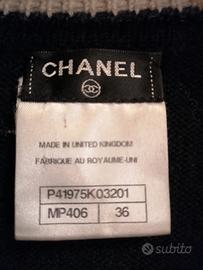 CHANEL
MADE IN UNITED KINGDOM
FABRIQUE AU ROYAUME-UNI
P41975K03201
MP406 36
subito